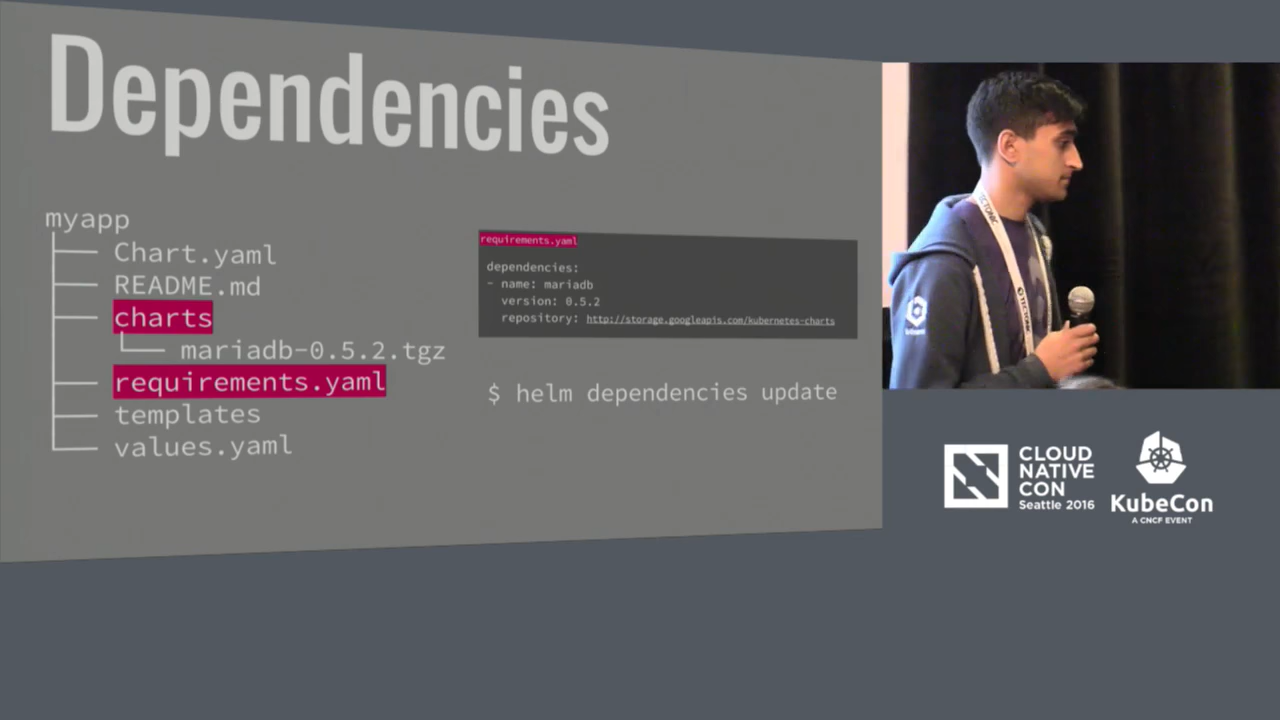 Dependencies
myapp
Chart.yaml
README.md
charts
mariadb-0.5.2.tgz
requirements.yaml
templates
values.yaml
requirements.yaml
dependencies:
- name: mariadb
version: 0.5.2
repository: http://storage.googleapis.com/kubernetes-charts
$ helm dependencies update
TECTONIC
TECTONIC
CLOUD
NATIVE
CON
Seattle 2016
KubeCon
A CNCF EVENT